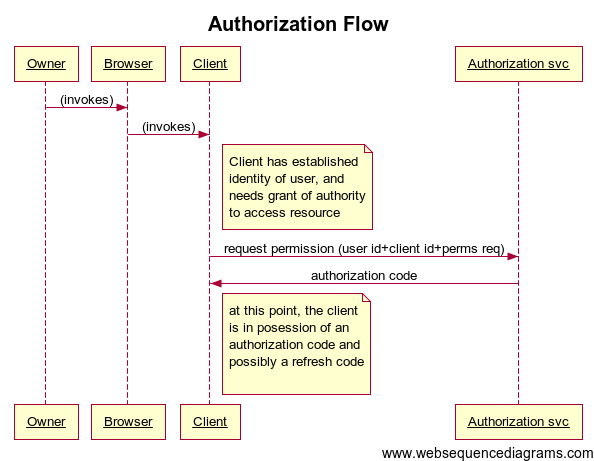 Authorization Flow
Owner Browser Client Authorization svc
(invokes)
(invokes)
Client has established
identity of user, and
needs grant of authority
to access resource
request permission (user id+client id+perms req)
authorization code
at this point, the client
is in posession of an
authorization code and
possibly a refresh code
Owner Browser Client Authorization svc
www.websequencediagrams.com